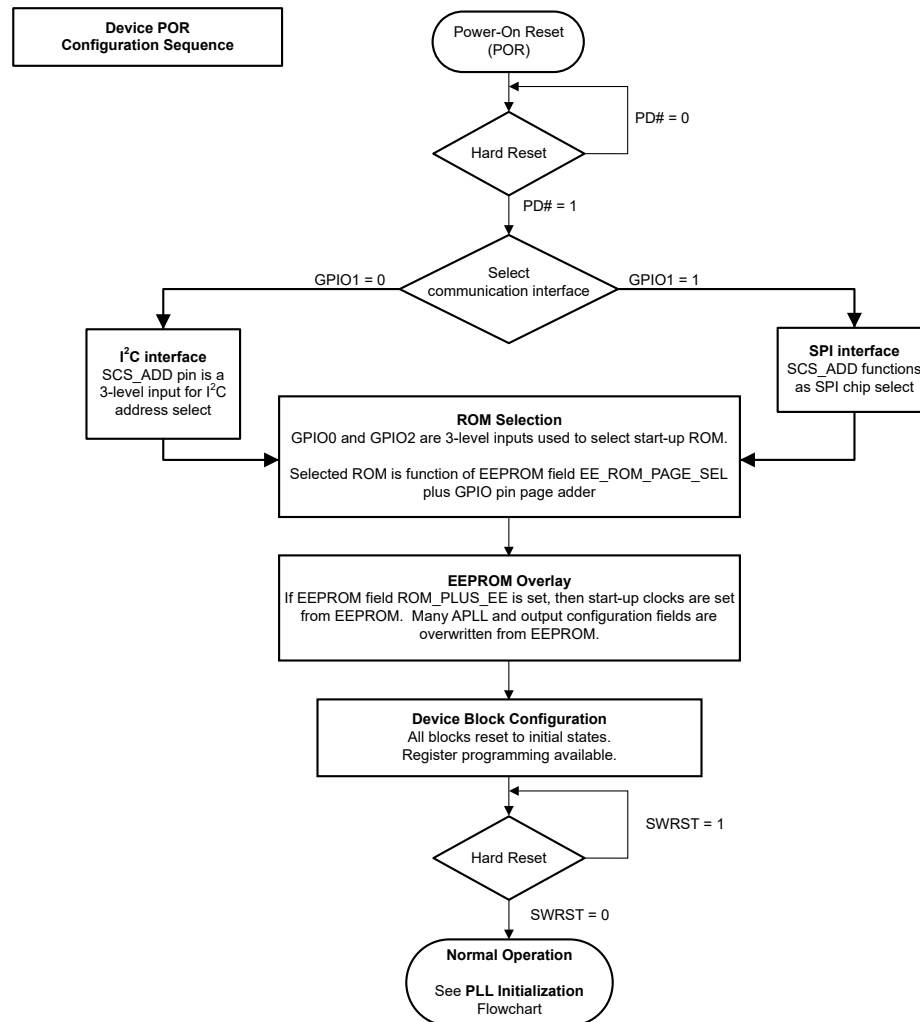 Device POR
Configuration Sequence
Power-On Reset
(POR)
PD# = 0
Hard Reset
PD# = 1
Select
communication interface
GPIO1 = 0
GPIO1 = 1
I²C interface
SCS_ADD pin is a
3-level input for I²C
address select
SPI interface
SCS_ADD functions
as SPI chip select
ROM Selection
GPIO0 and GPIO2 are 3-level inputs used to select start-up ROM.
Selected ROM is function of EEPROM field EE_ROM_PAGE_SEL
plus GPIO pin page adder
EEPROM Overlay
If EEPROM field ROM_PLUS_EE is set, then start-up clocks are set
from EEPROM. Many APLL and output configuration fields are
overwritten from EEPROM.
Device Block Configuration
All blocks reset to initial states.
Register programming available.
SWRST = 1
Hard Reset
SWRST = 0
Normal Operation
See PLL Initialization
Flowchart